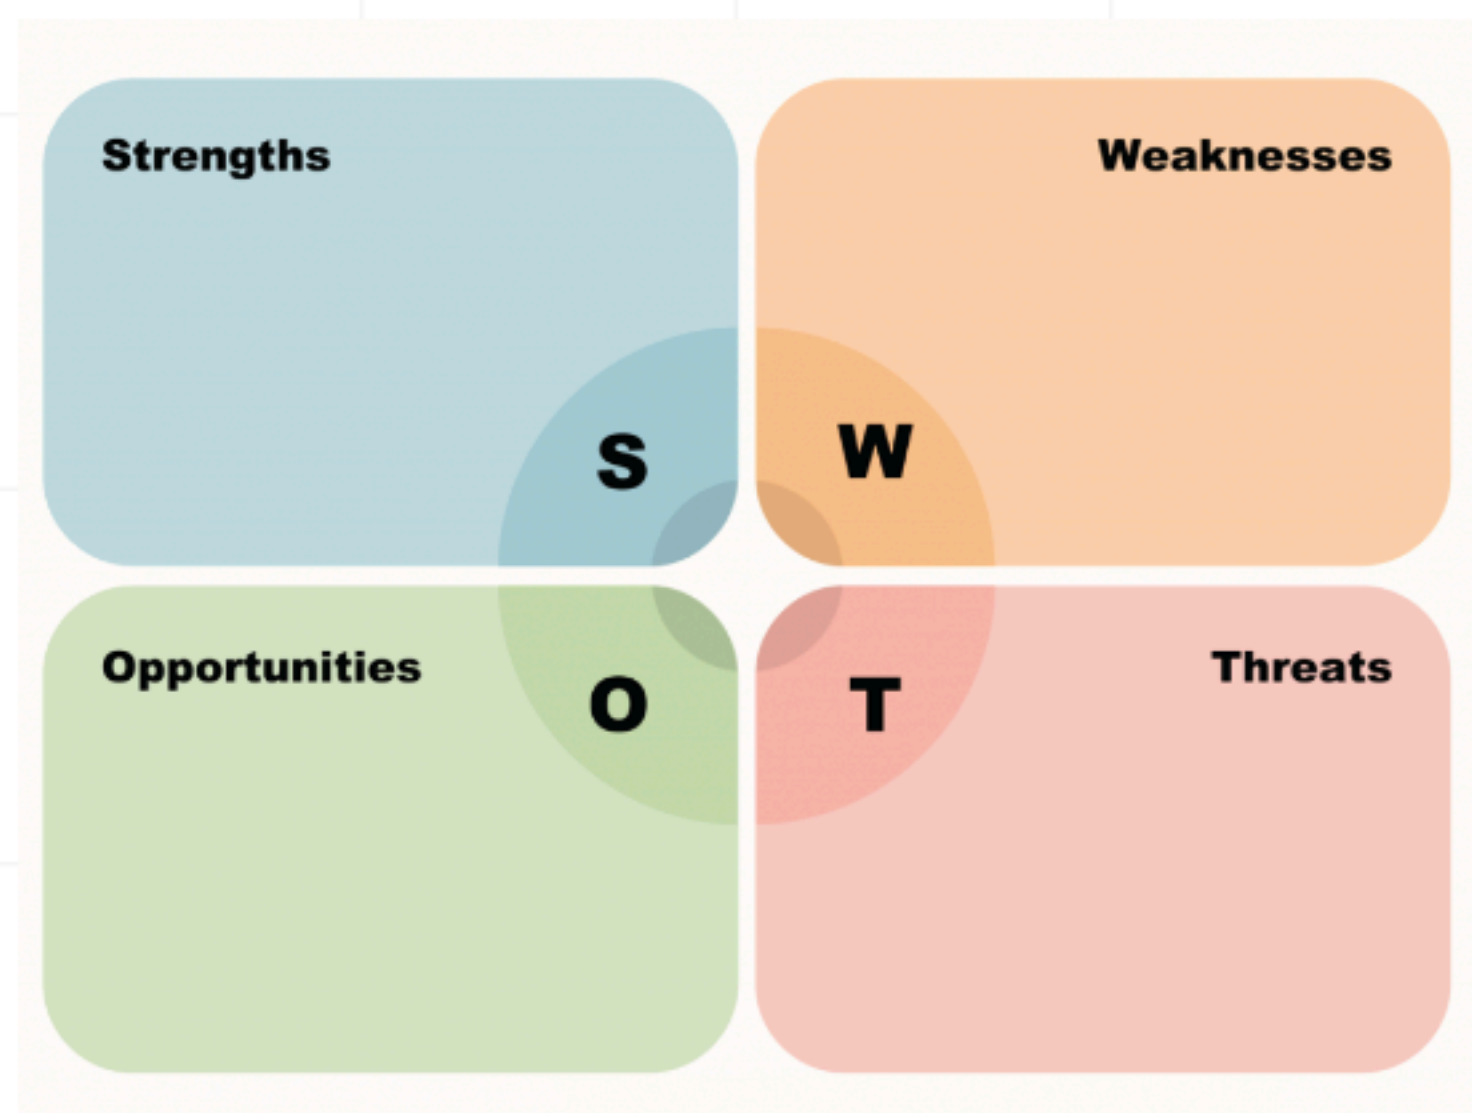 Strengths
Weaknesses
S
W
Opportunities
Threats
O
T